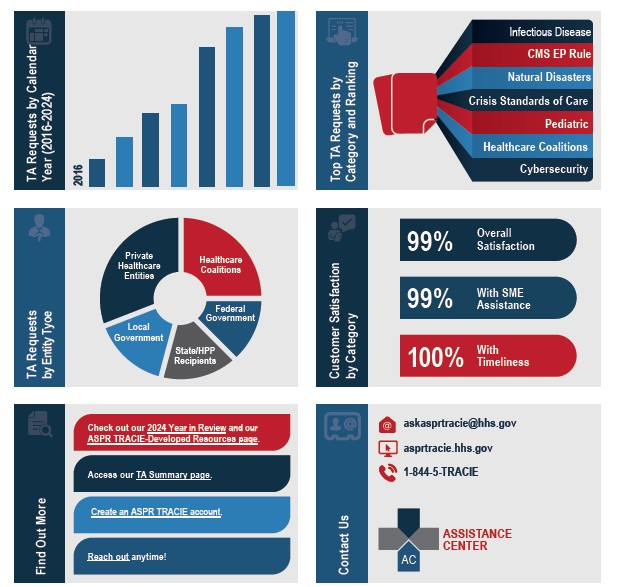 TA Requests by Calendar
Year (2016-2024)
2016
Top TA Requests by
Category and Ranking
Infectious Disease
CMS EP Rule
Natural Disasters
Crisis Standards of Care
Pediatric
Healthcare Coalitions
Cybersecurity
TA Requests
by Entity Type
Private
Healthcare
Entities
Healthcare
Coalitions
Federal
Government
State/HPP
Recipients
Local
Government
Customer Satisfaction
by Category
99% Overall
Satisfaction
99% With SME
Assistance
100% With
Timeliness
Find Out More
Check out our 2024 Year in Review and our
ASPR TRACIE-Developed Resources page.
Access our TA Summary page.
Create an ASPR TRACIE account.
Reach out anytime!
Contact Us
askasprtracie@hhs.gov
asprtracie.hhs.gov
1-844-5-TRACIE
AC
ASSISTANCE
CENTER